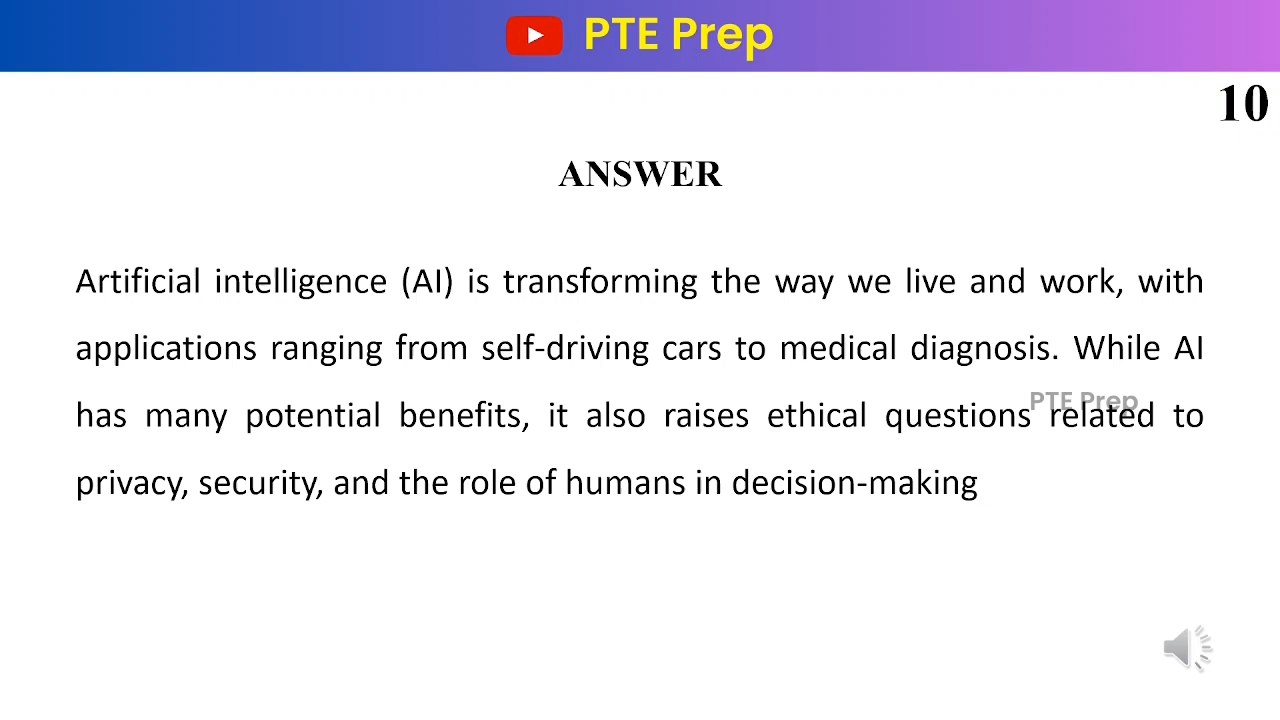 PTE Prep
10
ANSWER
Artificial intelligence (AI) is transforming the way we live and work, with
applications ranging from self-driving cars to medical diagnosis. While AI
has many potential benefits, it also raises ethical questions related to
PTE Prep
privacy, security, and the role of humans in decision-making